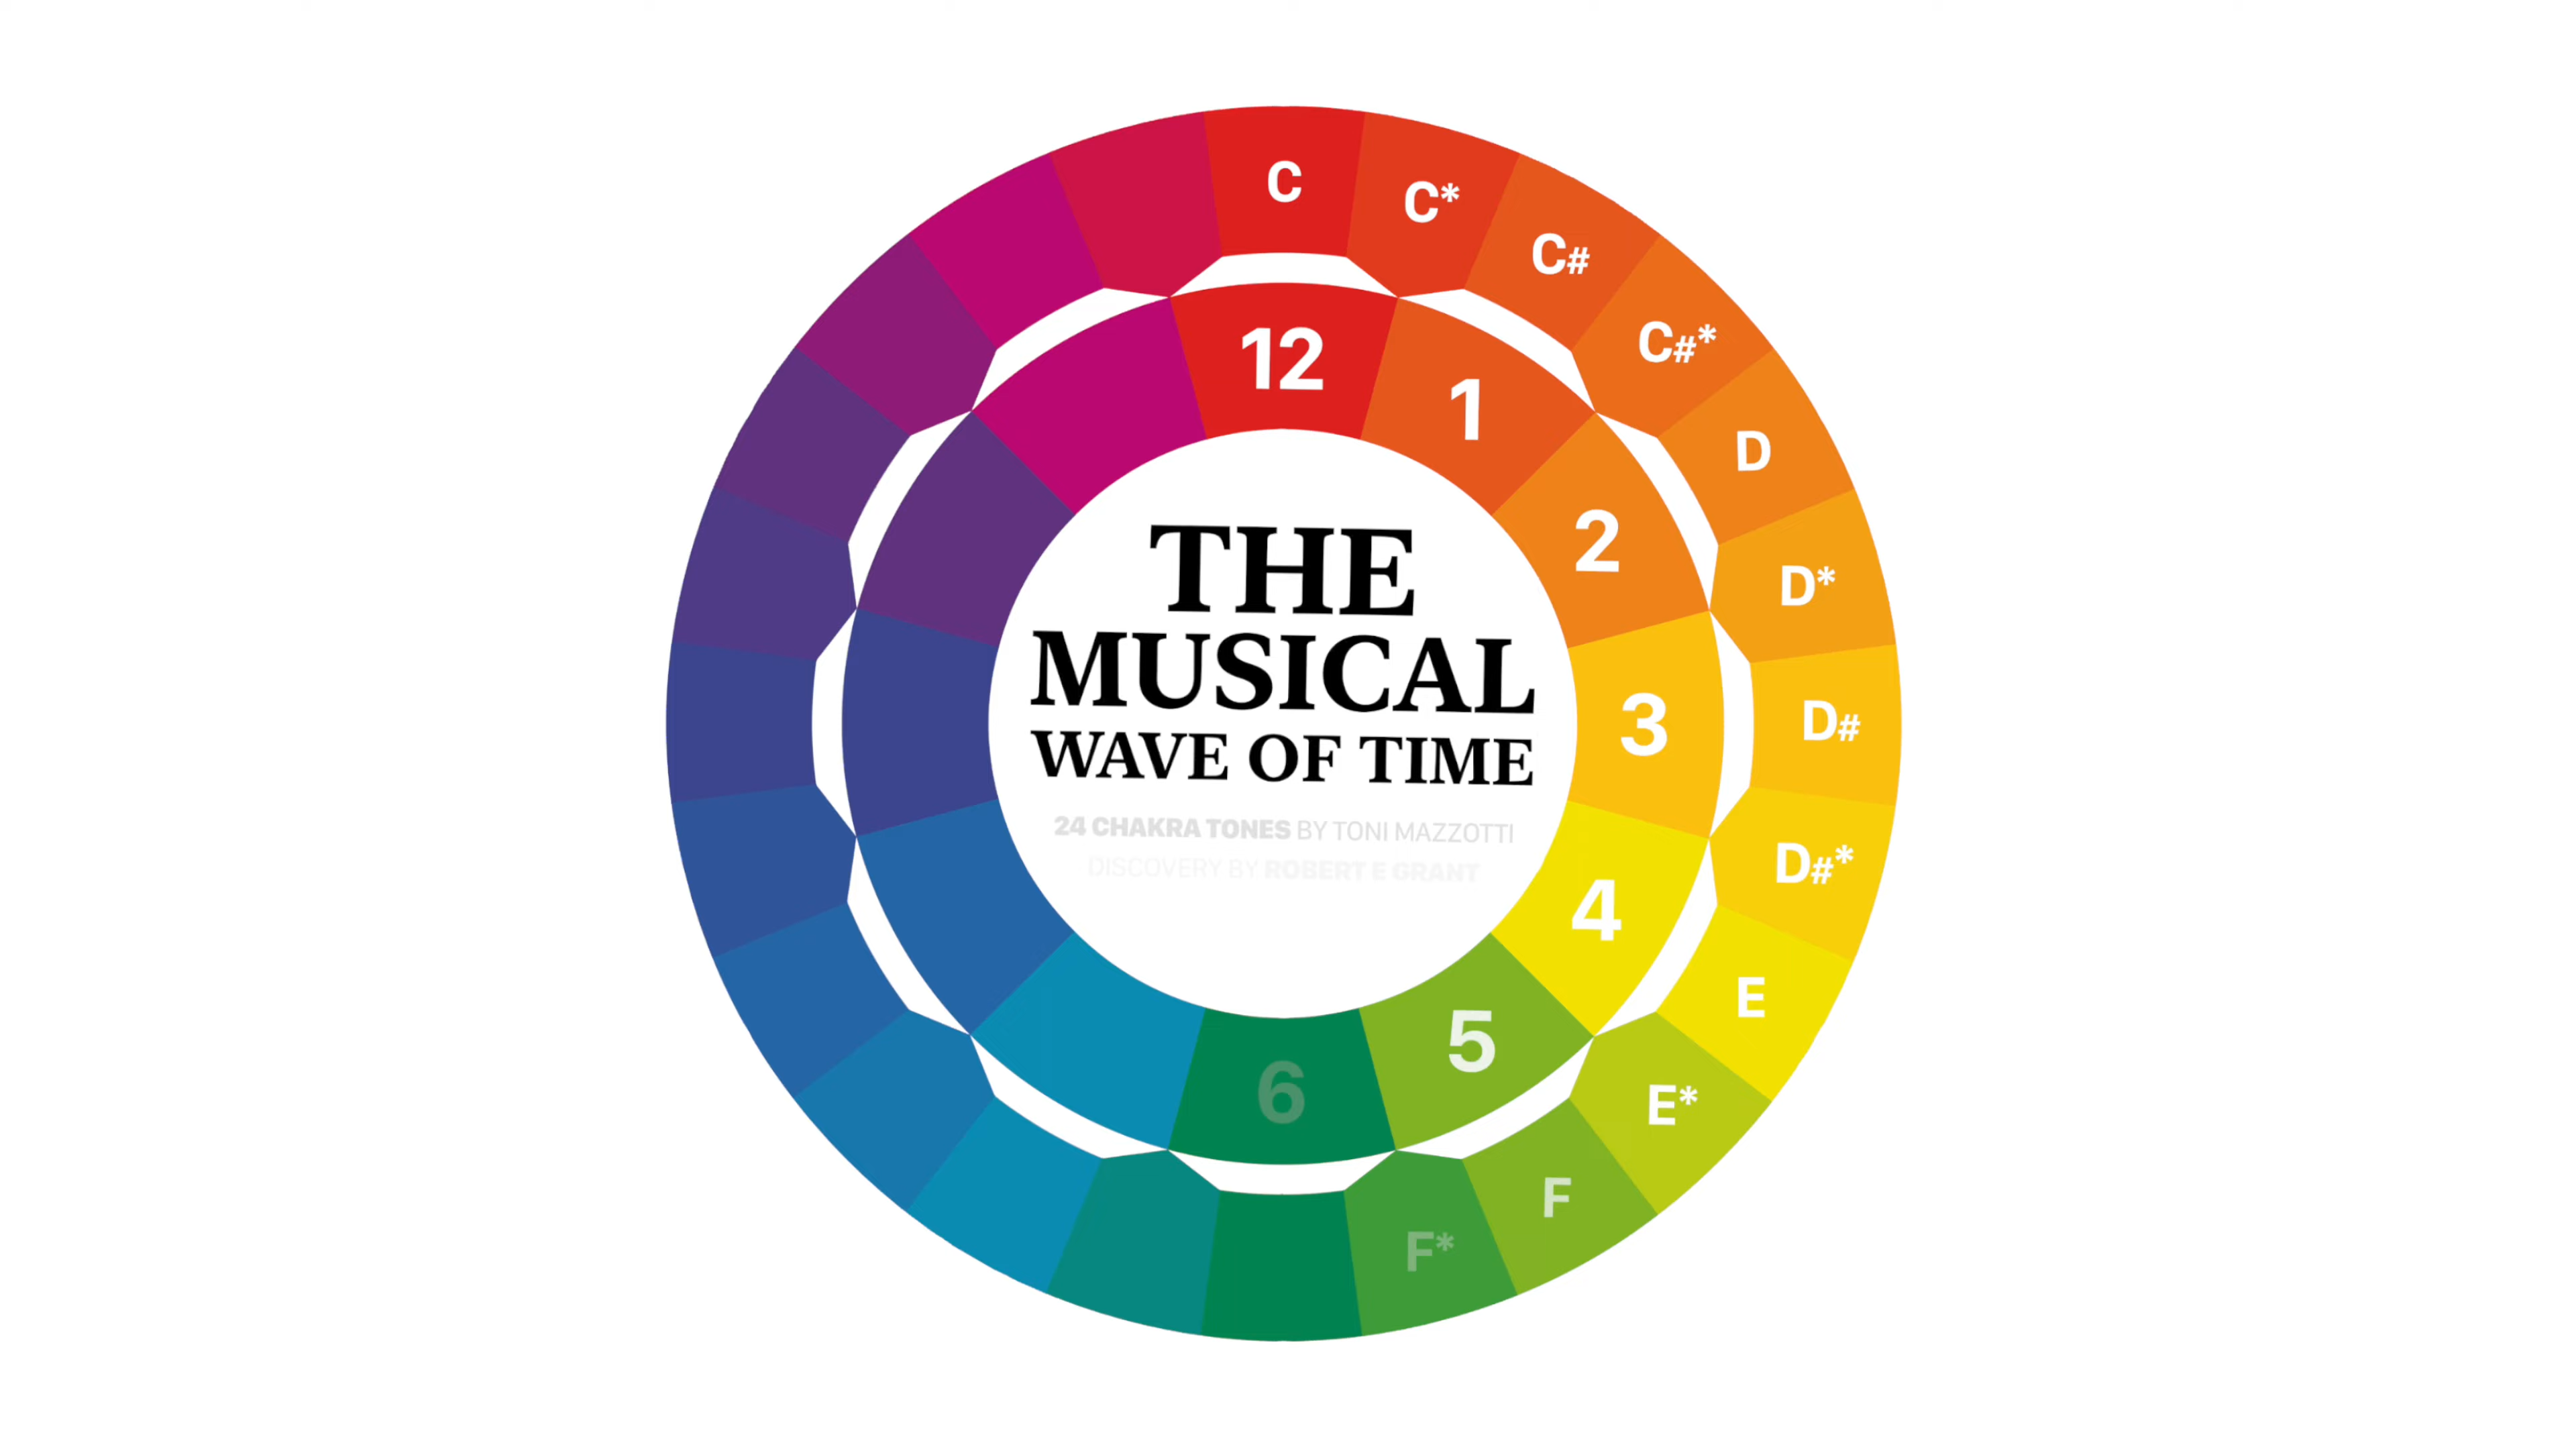 C
C*
C#
C#*
D
D*
D#
D#*
E
E*
F
F*
12
1
2
3
4
5
6
THE
MUSICAL
WAVE OF TIME
24 CHAKRA TONES BY TONI MAZZOTTI
DISCOVERY BY ROBERT E GRANT